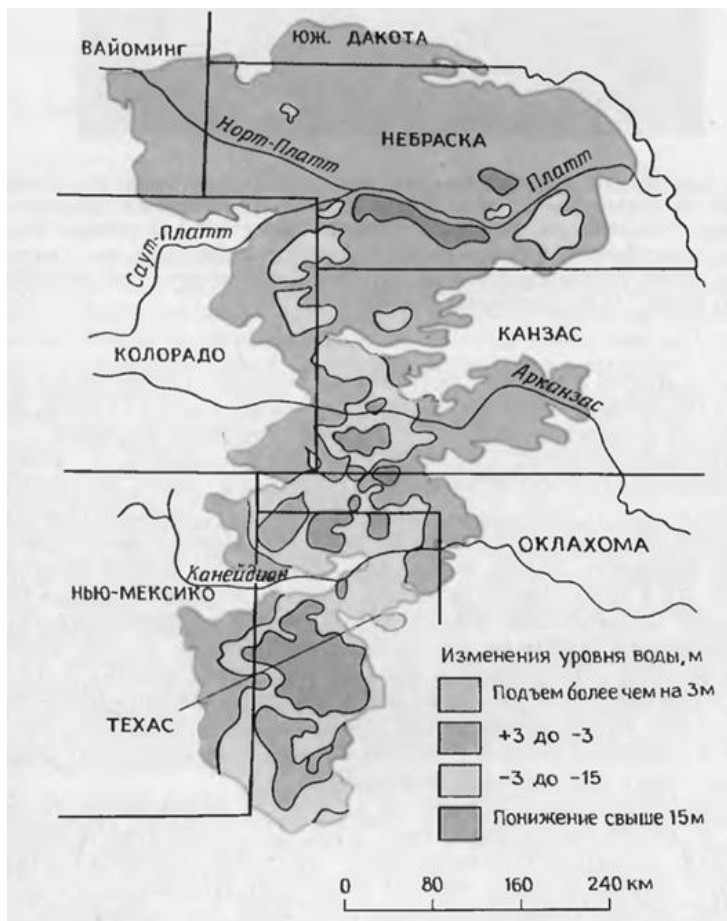 ЮЖ. ДАКОТА
ВАЙОМИНГ
НЕБРАСКА
Норт-Платт
Платт
Саут-Платт
КАНЗАС
КОЛОРАДО
Арканзас
ОКЛАХОМА
Канейдиан
НЬЮ-МЕКСИКО
Изменения уровня воды, м
Подъем более чем на 3м
ТЕХАС
+3 до -3
-3 до -15
Понижение свыше 15м
0 80 160 240 км